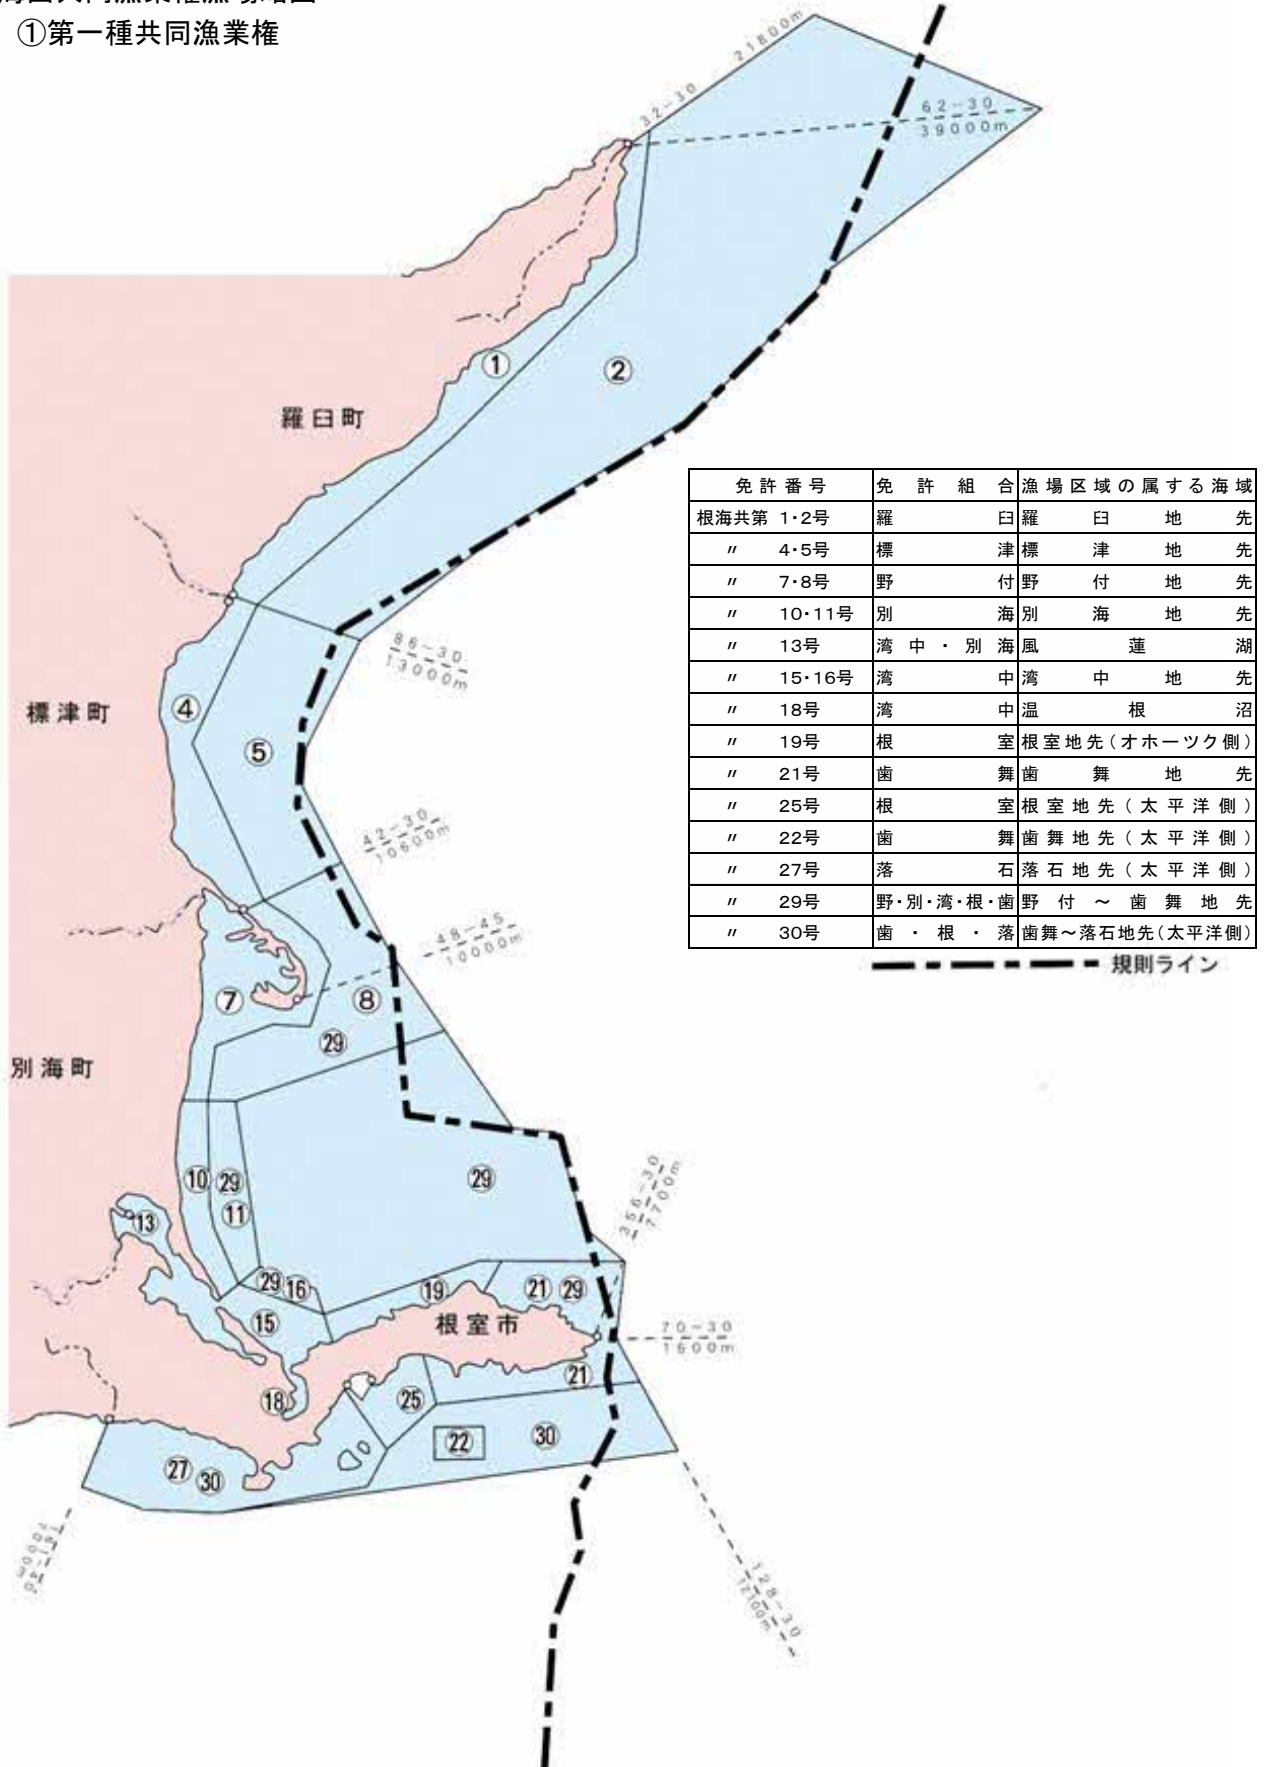 ①第一種共同漁業権
32-30
21800m
62-30
39000m
①
②
羅臼町
免許番号 免許組合 漁場区域の属する海域
根海共第 1・2号 羅臼 羅臼地先
〃 4・5号 標津 標津地先
〃 7・8号 野付 野付地先
〃 10・11号 別海 別海地先
〃 13号 湾中・別海 風蓮湖
〃 15・16号 湾中 湾中地先
〃 18号 湾中 温根沼
〃 19号 根室 根室地先(オホーツク側)
〃 21号 歯舞 歯舞地先
〃 25号 根室 根室地先(太平洋側)
〃 22号 歯舞 歯舞地先(太平洋側)
〃 27号 落石 落石地先(太平洋側)
〃 29号 野・別・湾・根・歯 野付～歯舞地先
〃 30号 歯・根・落 歯舞～落石地先(太平洋側)
規則ライン
86-30
13000m
標津町
④
⑤
42-30
10600m
48-45
10000m
⑦
⑧
㉙
別海町
⑩
㉙
⑪
㉙
356-30
7700m
⑬
㉙
⑯
⑲
㉑
㉙
⑮
根室市
70-30
1600m
㉑
⑱
㉕
㉒
㉚
㉗
㉚
7000m
128-30
12100m